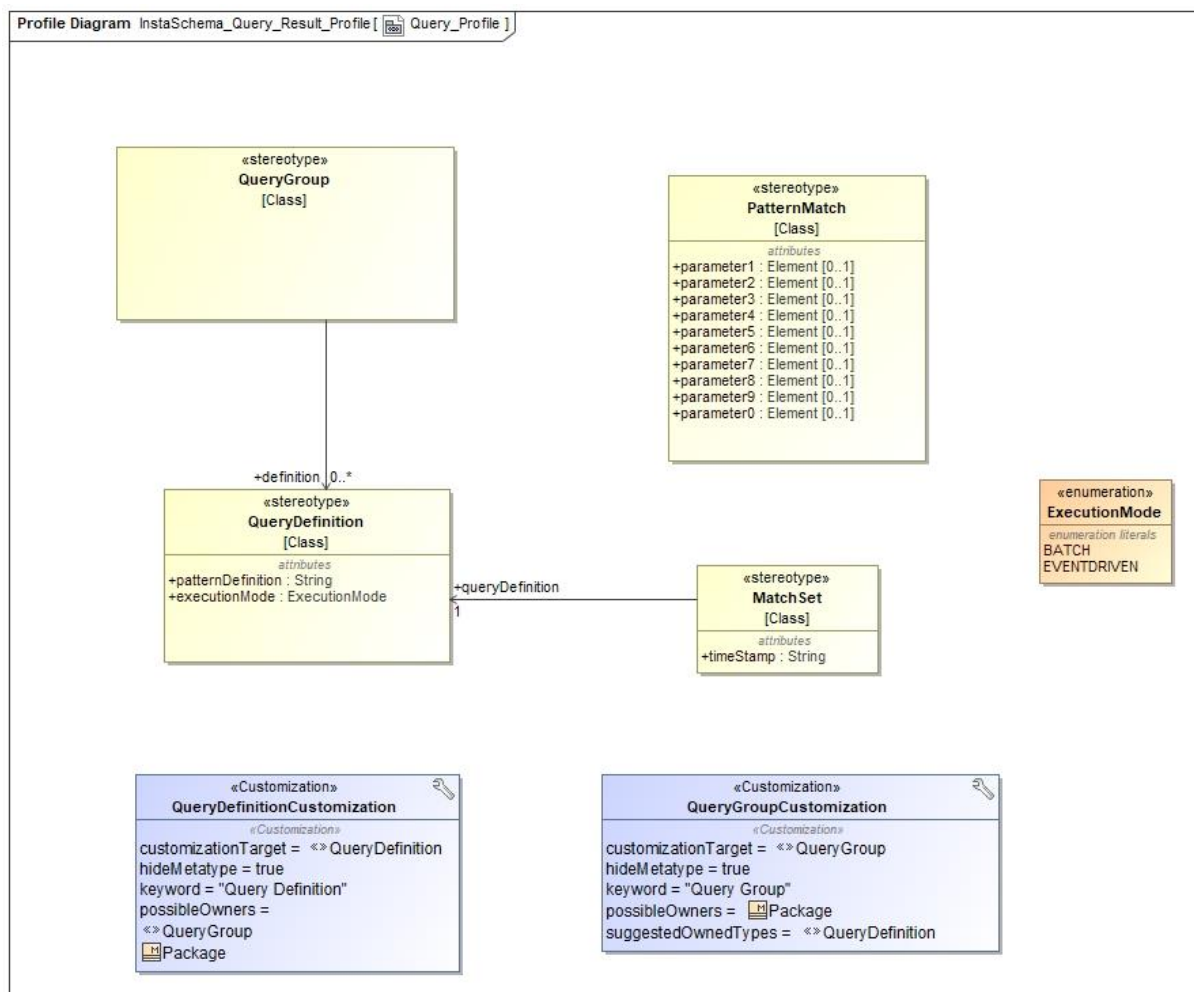 Profile Diagram InstaSchema_Query_Result_Profile [ Query_Profile ]
«stereotype»
QueryGroup
[Class]
«stereotype»
PatternMatch
[Class]
attributes
+parameter1 : Element [0..1]
+parameter2 : Element [0..1]
+parameter3 : Element [0..1]
+parameter4 : Element [0..1]
+parameter5 : Element [0..1]
+parameter6 : Element [0..1]
+parameter7 : Element [0..1]
+parameter8 : Element [0..1]
+parameter9 : Element [0..1]
+parameter0 : Element [0..1]
+definition 0..*
«stereotype»
QueryDefinition
[Class]
attributes
+patternDefinition : String
+executionMode : ExecutionMode
+queryDefinition
1
«stereotype»
MatchSet
[Class]
attributes
+timeStamp : String
«enumeration»
ExecutionMode
enumeration literals
BATCH
EVENTDRIVEN
«Customization»
QueryDefinitionCustomization
«Customization»
customizationTarget = «» QueryDefinition
hideMetatype = true
keyword = "Query Definition"
possibleOwners =
«» QueryGroup
M Package
«Customization»
QueryGroupCustomization
«Customization»
customizationTarget = «» QueryGroup
hideMetatype = true
keyword = "Query Group"
possibleOwners = M Package
suggestedOwnedTypes = «» QueryDefinition